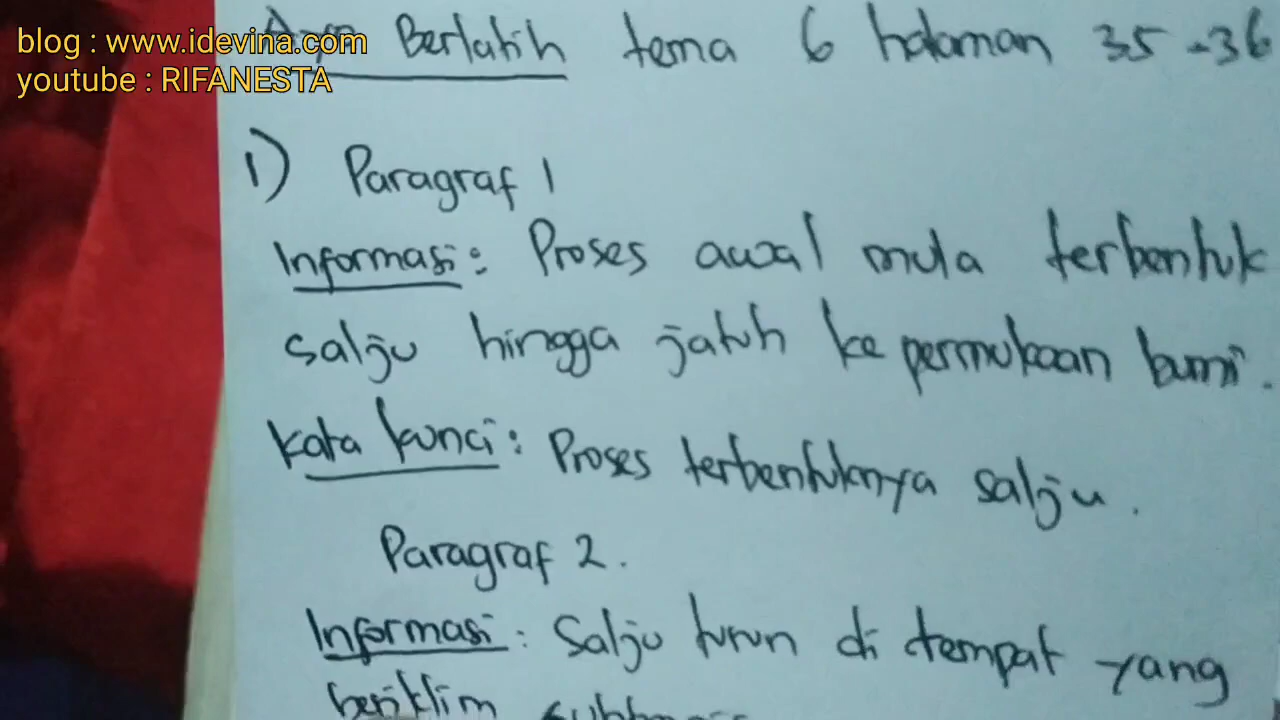 blog : www.idevina.com
youtube : RIFANESTA
Berlatih tema 6 halaman 35-36
1) Paragraf 1
Informasi: Proses awal mula terbentuk
salju hingga jatuh ke permukaan bumi.
Kata kunci: Proses terbentuknya salju.
Paragraf 2.
Informasi: Salju turun di tempat yang
beriklim